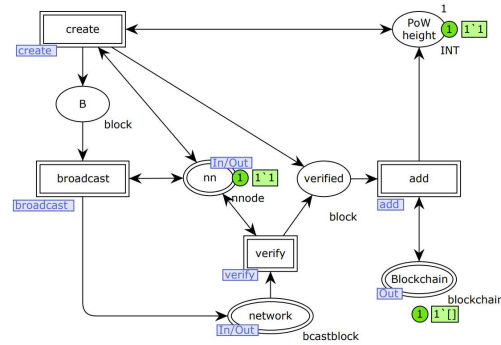 1
create
create
PoW
height
1
1`1
INT
B
block
In/Out
broadcast
broadcast
nn
1
1`1
nnode
verified
block
add
add
verify
verify
Blockchain
Out
blockchain
1
1`[]
network
In/Out
bcastblock